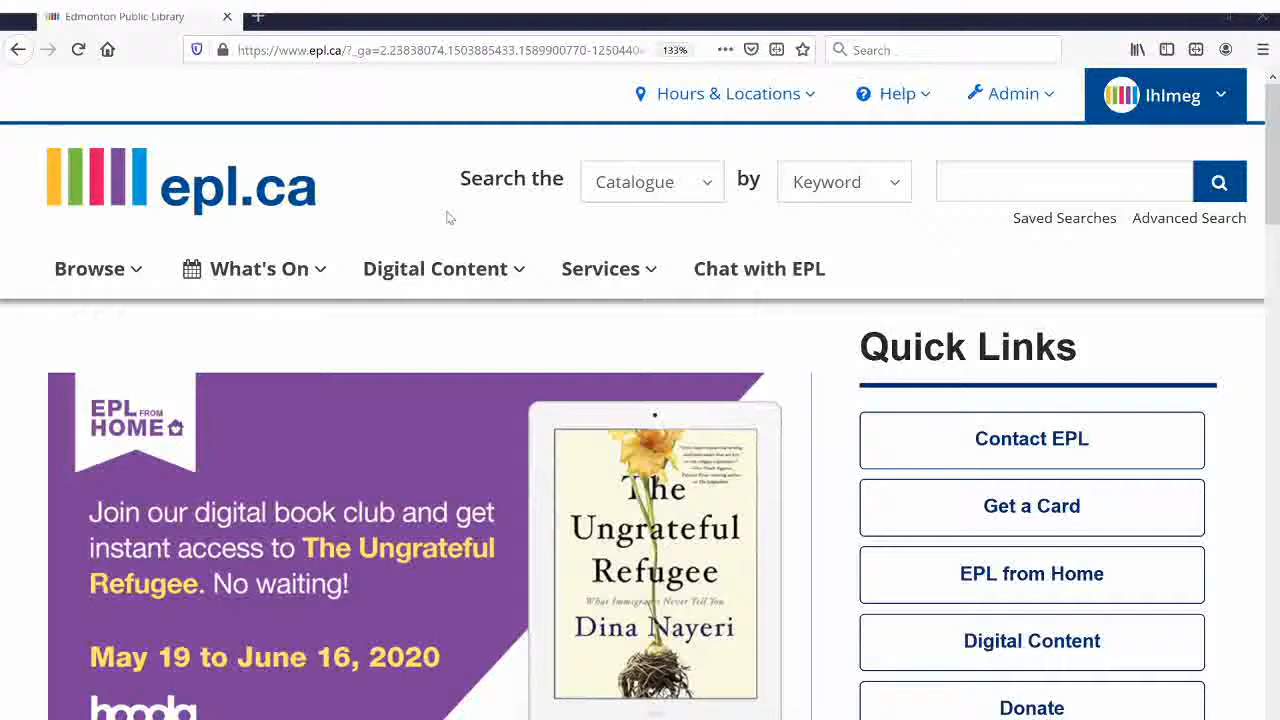 Edmonton Public Library
https://www.epl.ca/?_ga=2.23838074.1503885433.1589900770-1250440
133%
Search
Hours & Locations
Help
Admin
lhlmeg
epl.ca
Search the
Catalogue
by
Keyword
Saved Searches
Advanced Search
Browse
What's On
Digital Content
Services
Chat with EPL
Quick Links
EPL FROM
HOME
Join our digital book club and get
instant access to The Ungrateful
Refugee. No waiting!
May 19 to June 16, 2020
hoopla
The
Ungrateful
Refugee
What Immigrants Never Tell You
Dina Nayeri
Contact EPL
Get a Card
EPL from Home
Digital Content
Donate